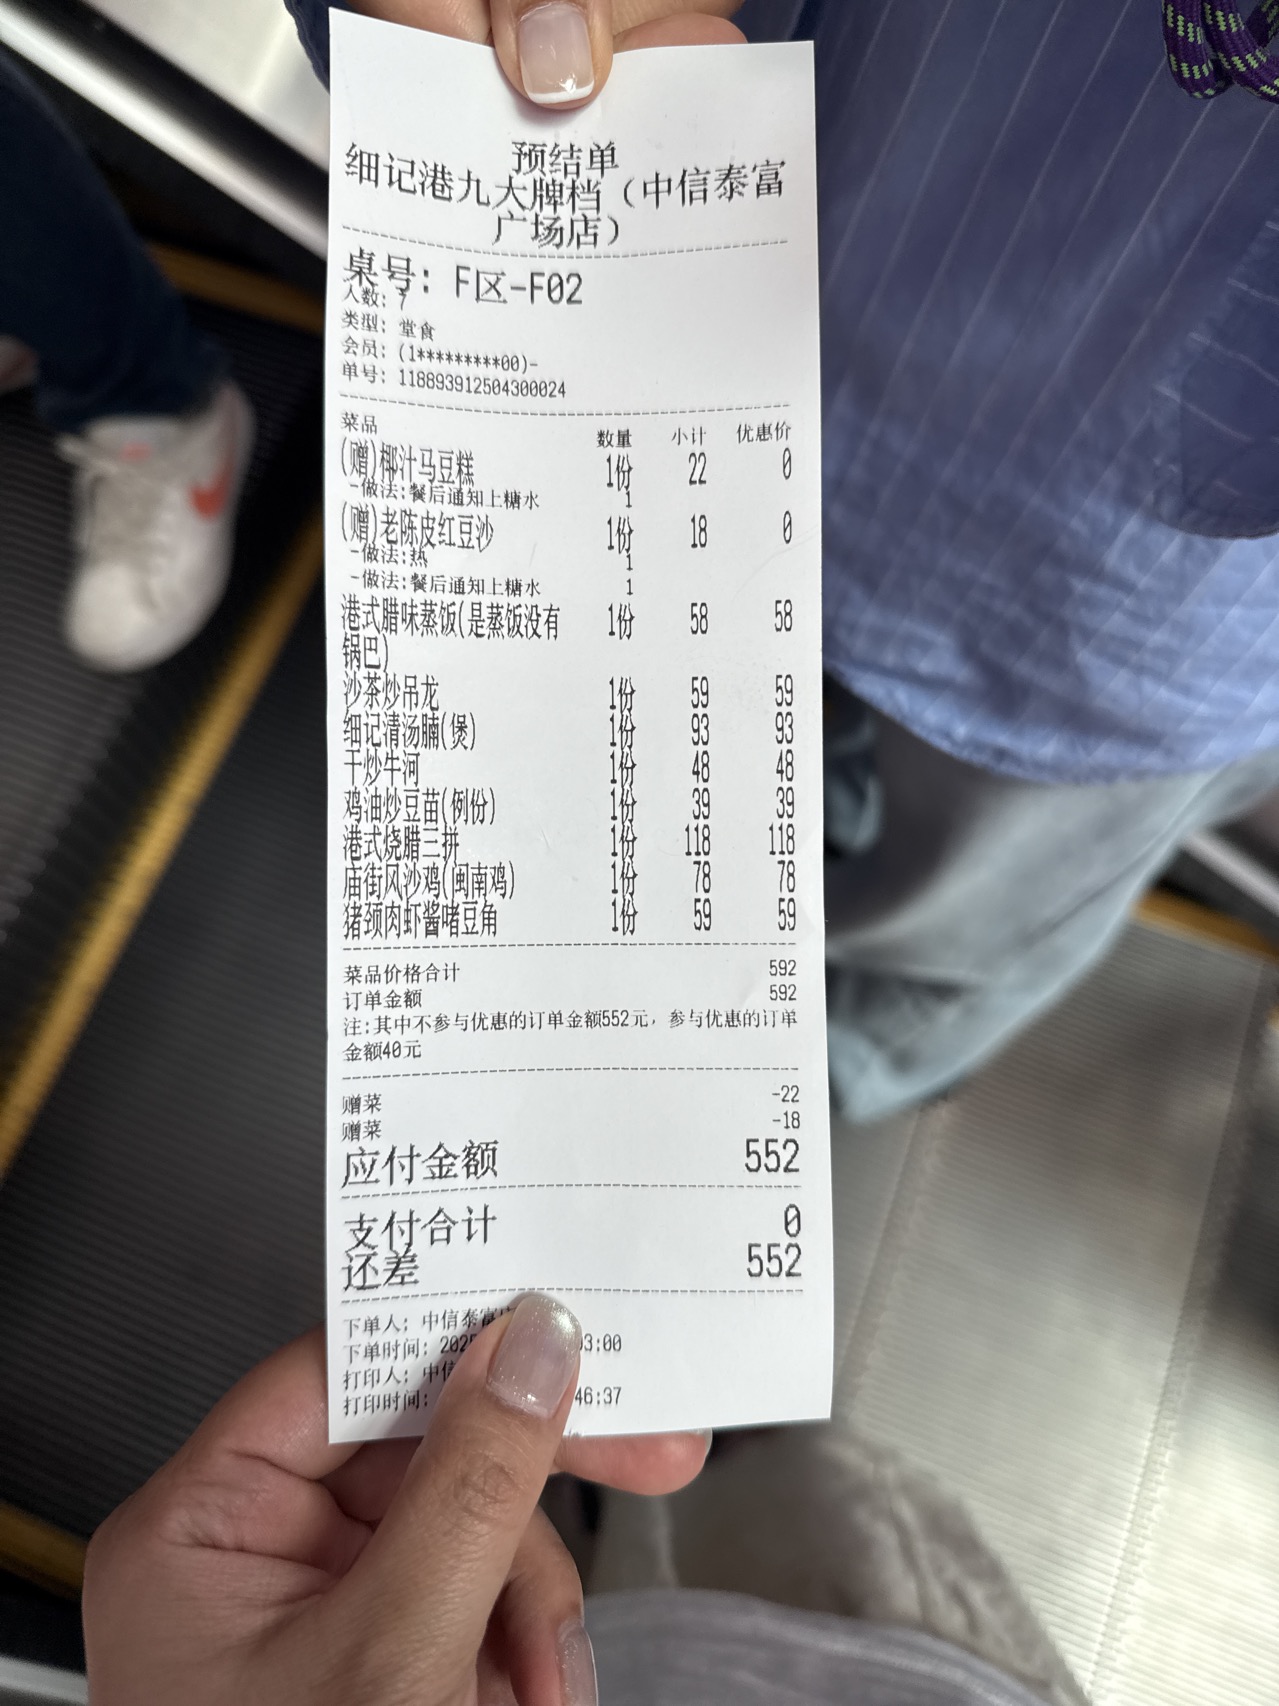 预结单
细记港九大牌档（中信泰富
广场店）
桌号：F区-F02
人数：7
类型：堂食
会员：(1*********00)-
单号：118893912504300024
菜品 数量 小计 优惠价
(赠)椰汁马豆糕 1份 22 0
-做法:餐后通知上糖水 1
(赠)老陈皮红豆沙 1份 18 0
-做法:热 1
-做法:餐后通知上糖水 1
港式腊味蒸饭(是蒸饭没有 1份 58 58
锅巴)
沙茶炒吊龙 1份 59 59
细记清汤腩(煲) 1份 93 93
干炒牛河 1份 48 48
鸡油炒豆苗(例份) 1份 39 39
港式烧腊三拼 1份 118 118
庙街风沙鸡(闽南鸡) 1份 78 78
猪颈肉虾酱啫豆角 1份 59 59
菜品价格合计 592
订单金额 592
注:其中不参与优惠的订单金额552元，参与优惠的订单
金额40元
赠菜 -22
赠菜 -18
应付金额 552
支付合计 0
还差 552
下单人：中信泰富
下单时间：202 3:00
打印人：中信
打印时间： 46:37